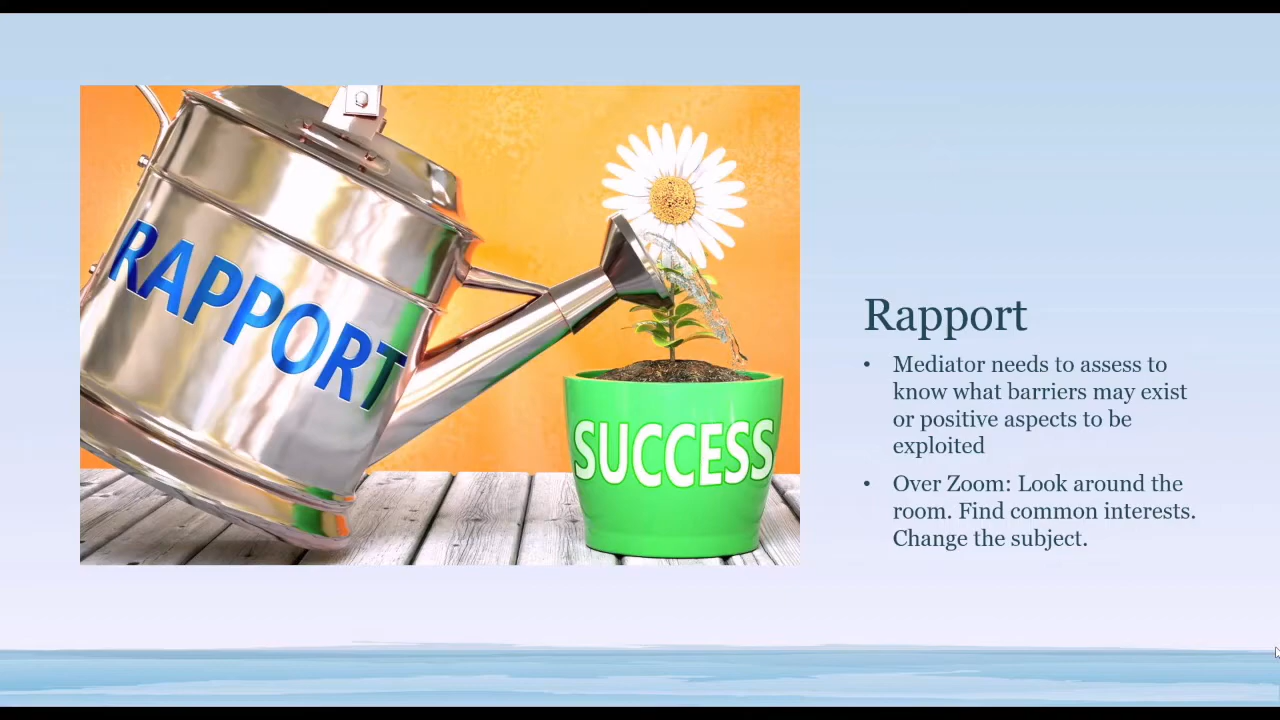 RAPPORT
SUCCESS
Rapport
• Mediator needs to assess to
know what barriers may exist
or positive aspects to be
exploited
• Over Zoom: Look around the
room. Find common interests.
Change the subject.